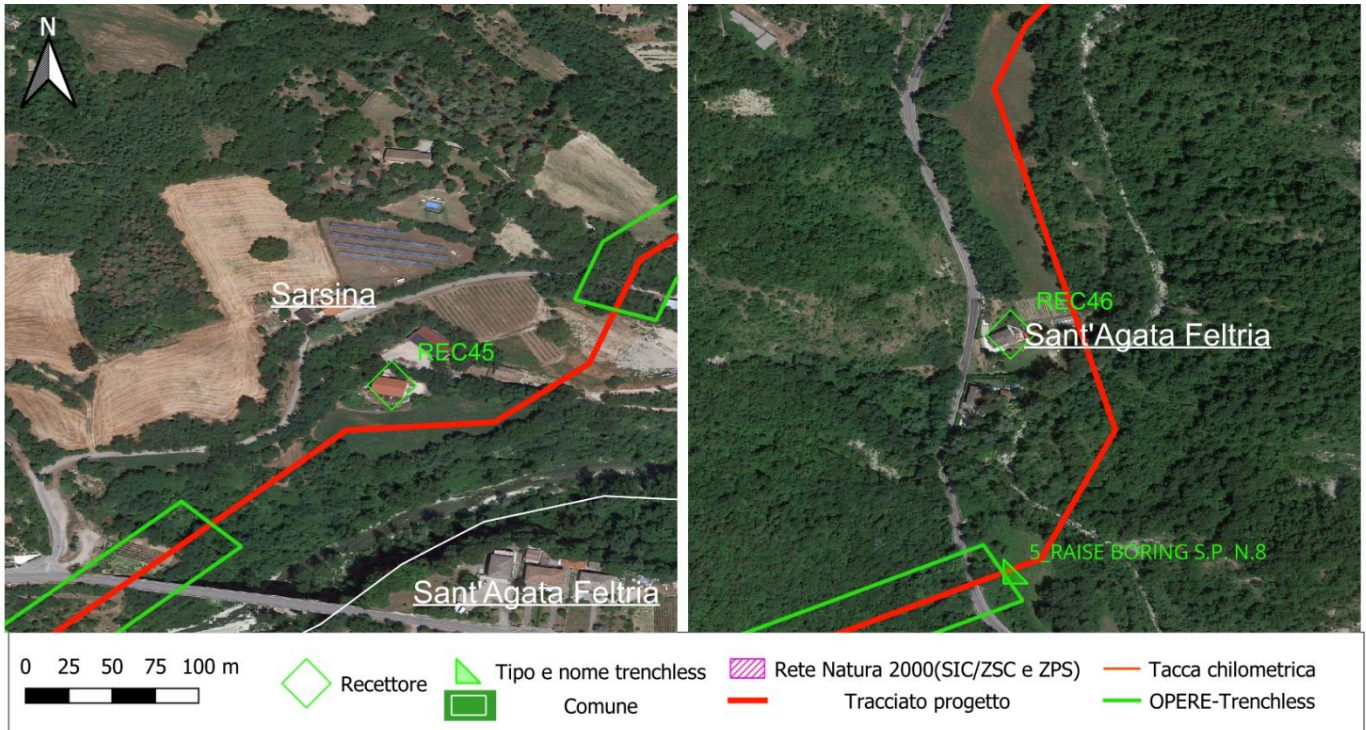 N
Sarsina
REC45
Sant'Agata Feltria
REC46
Sant'Agata Feltria
5_RAISE BORING S.P. N.8
0 25 50 75 100 m
Recettore
Tipo e nome trenchless
Comune
Rete Natura 2000(SIC/ZSC e ZPS)
Tracciato progetto
Tacca chilometrica
OPERE-Trenchless